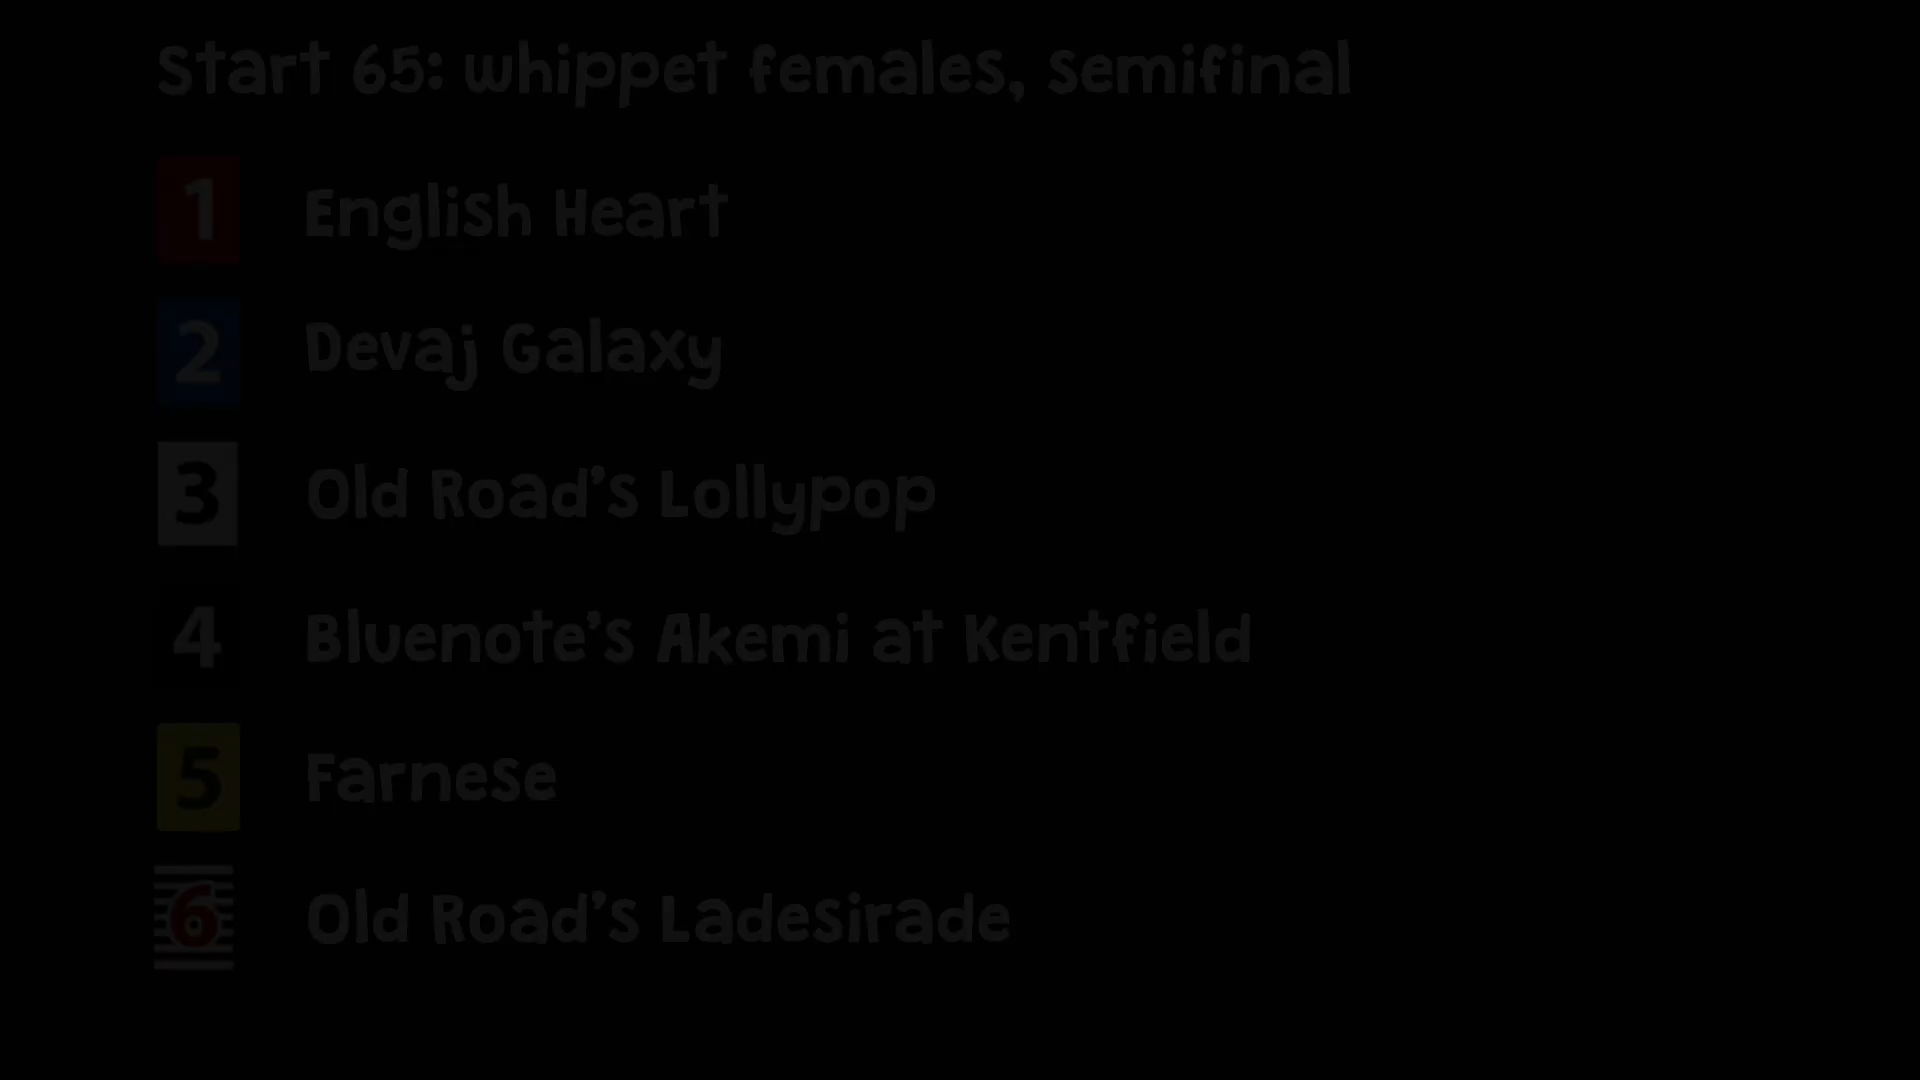 Start 65: whippet females, semifinal
1 English Heart
2 Devaj Galaxy
3 Old Road's Lollypop
4 Bluenote's Akemi at Kentfield
5 Farnese
6 Old Road's Ladesirade